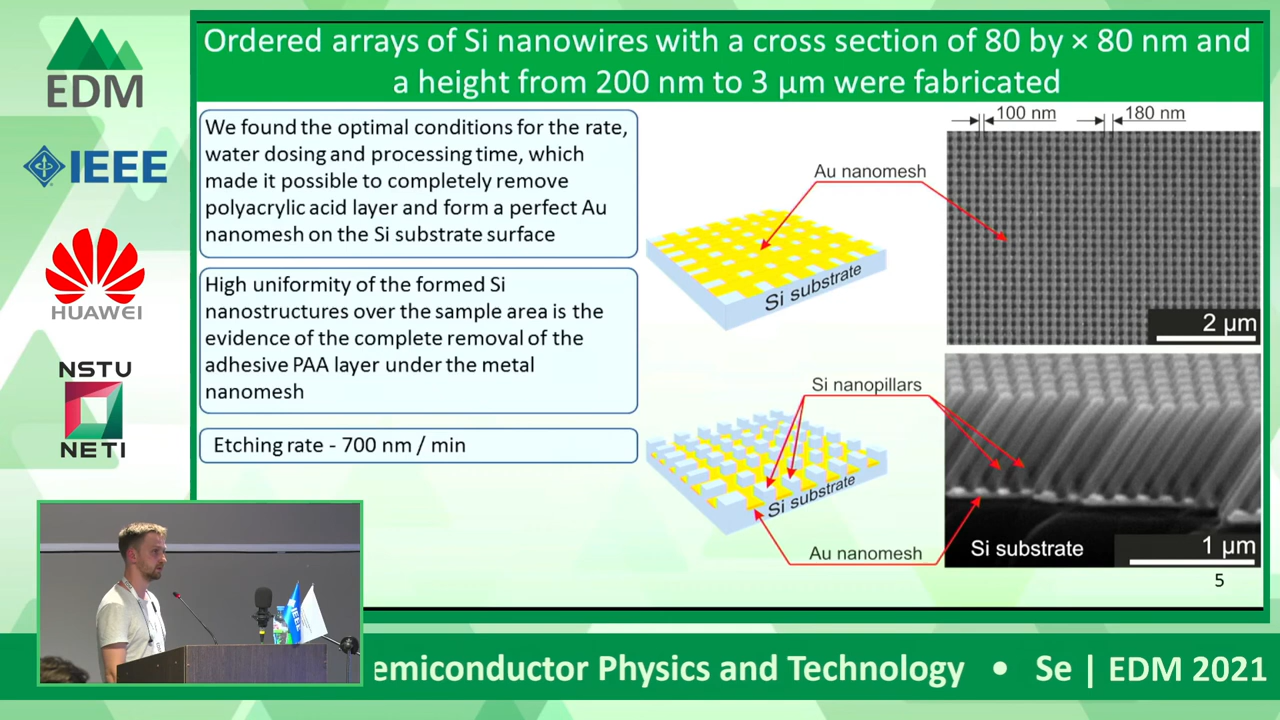 Ordered arrays of Si nanowires with a cross section of 80 by × 80 nm and
a height from 200 nm to 3 µm were fabricated
EDM
IEEE
HUAWEI
NSTU
NETI
We found the optimal conditions for the rate,
water dosing and processing time, which
made it possible to completely remove
polyacrylic acid layer and form a perfect Au
nanomesh on the Si substrate surface
High uniformity of the formed Si
nanostructures over the sample area is the
evidence of the complete removal of the
adhesive PAA layer under the metal
nanomesh
Etching rate - 700 nm / min
Au nanomesh
Si substrate
100 nm
180 nm
2 µm
Si nanopillars
Si substrate
Au nanomesh
Si substrate
1 µm
5
IEEE
emiconductor Physics and Technology • Se | EDM 2021